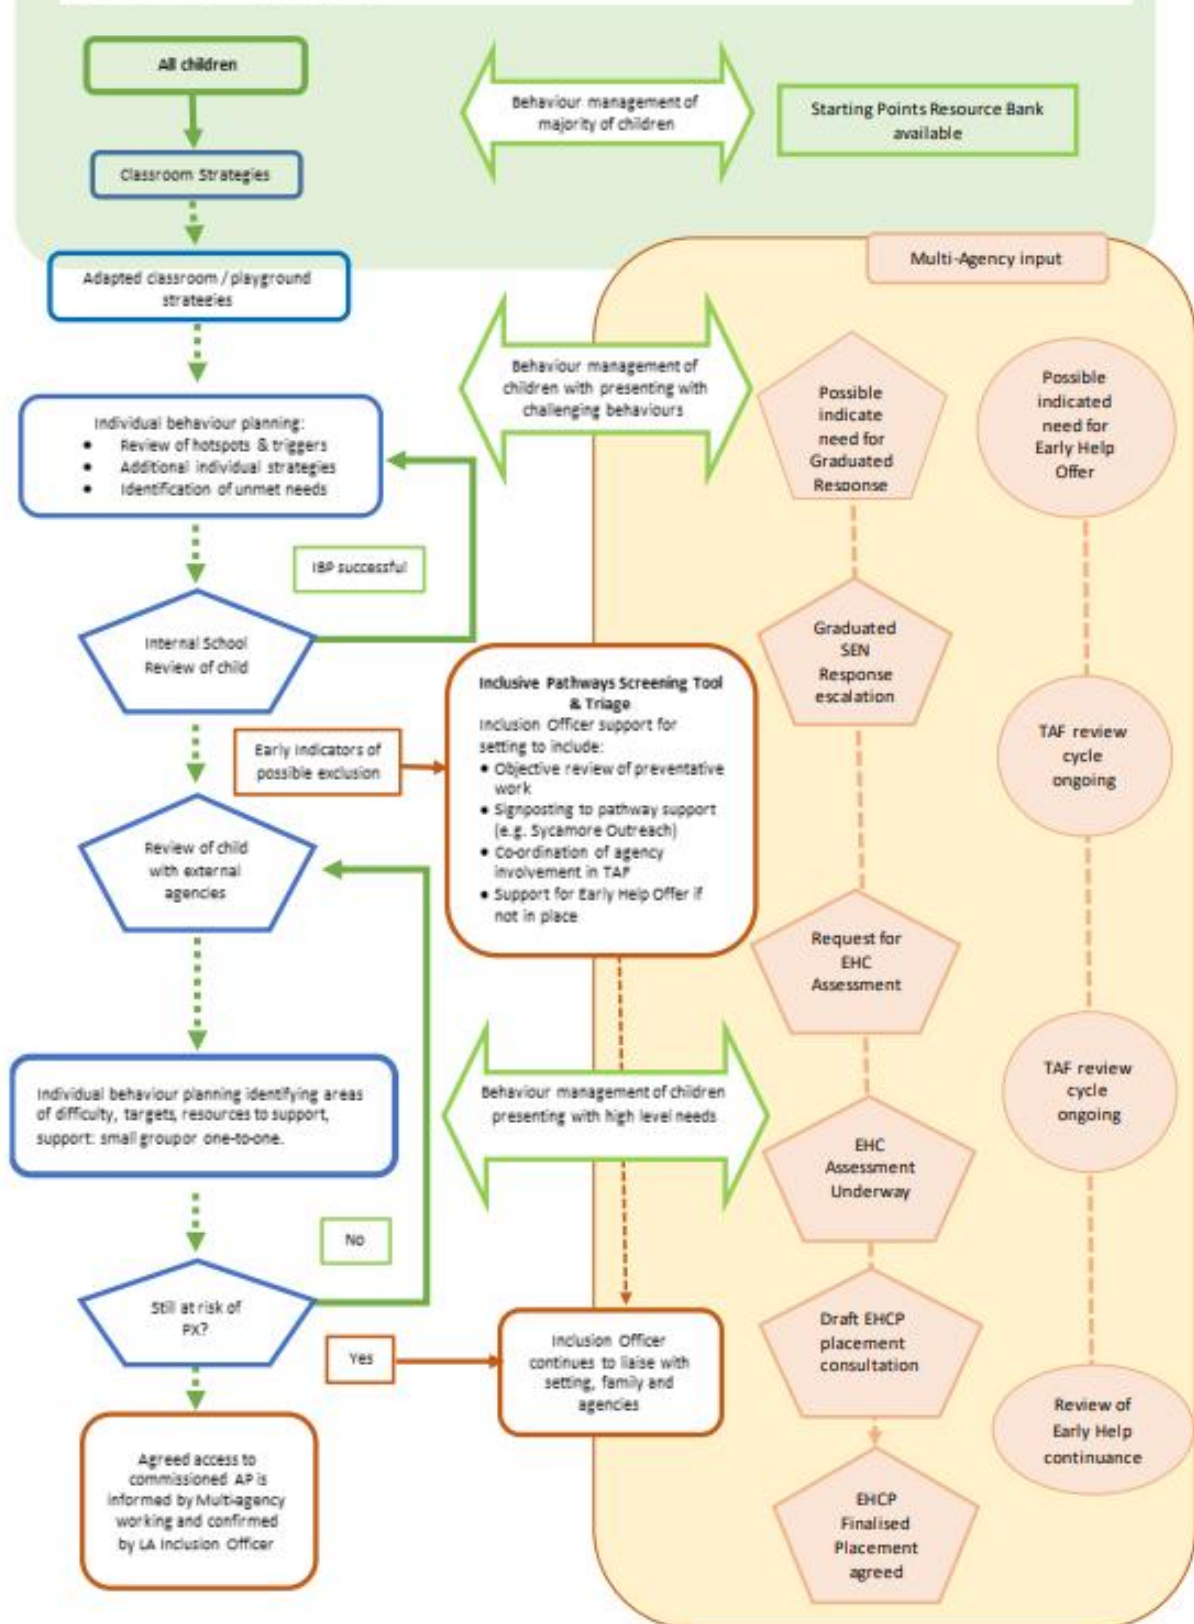 All children
Behaviour management of
majority of children
Starting Points Resource Bank
available
Classroom Strategies
Adapted classroom / playground
strategies
Multi-Agency input
Behaviour management of
children with presenting with
challenging behaviours
Possible
indicate
need for
Graduated
Response
Possible
indicated
need for
Early Help
Offer
Individual behaviour planning:
• Review of hotspots & triggers
• Additional individual strategies
• Identification of unmet needs
IBP successful
Internal School
Review of child
Graduated
SEN
Response
escalation
Early indicators of
possible exclusion
Inclusive Pathways Screening Tool
& Triage
Inclusion Officer support for
setting to include:
• Objective review of preventative
work
• Signposting to pathway support
(e.g. Sycamore Outreach)
• Co-ordination of agency
involvement in TAF
• Support for Early Help Offer if
not in place
TAF review
cycle
ongoing
Review of child
with external
agencies
Request for
EHC
Assessment
Individual behaviour planning identifying areas
of difficulty, targets, resources to support,
support: small groupor one-to-one.
Behaviour management of children
presenting with high level needs
TAF review
cycle
ongoing
EHC
Assessment
Underway
No
Still at risk of
PX?
Yes
Inclusion Officer
continues to liaise with
setting, family and
agencies
Draft EHCP
placement
consultation
Review of
Early Help
continuance
Agreed access to
commissioned AP is
informed by Multi-agency
working and confirmed
by LA Inclusion Officer
EHCP
Finalised
Placement
agreed